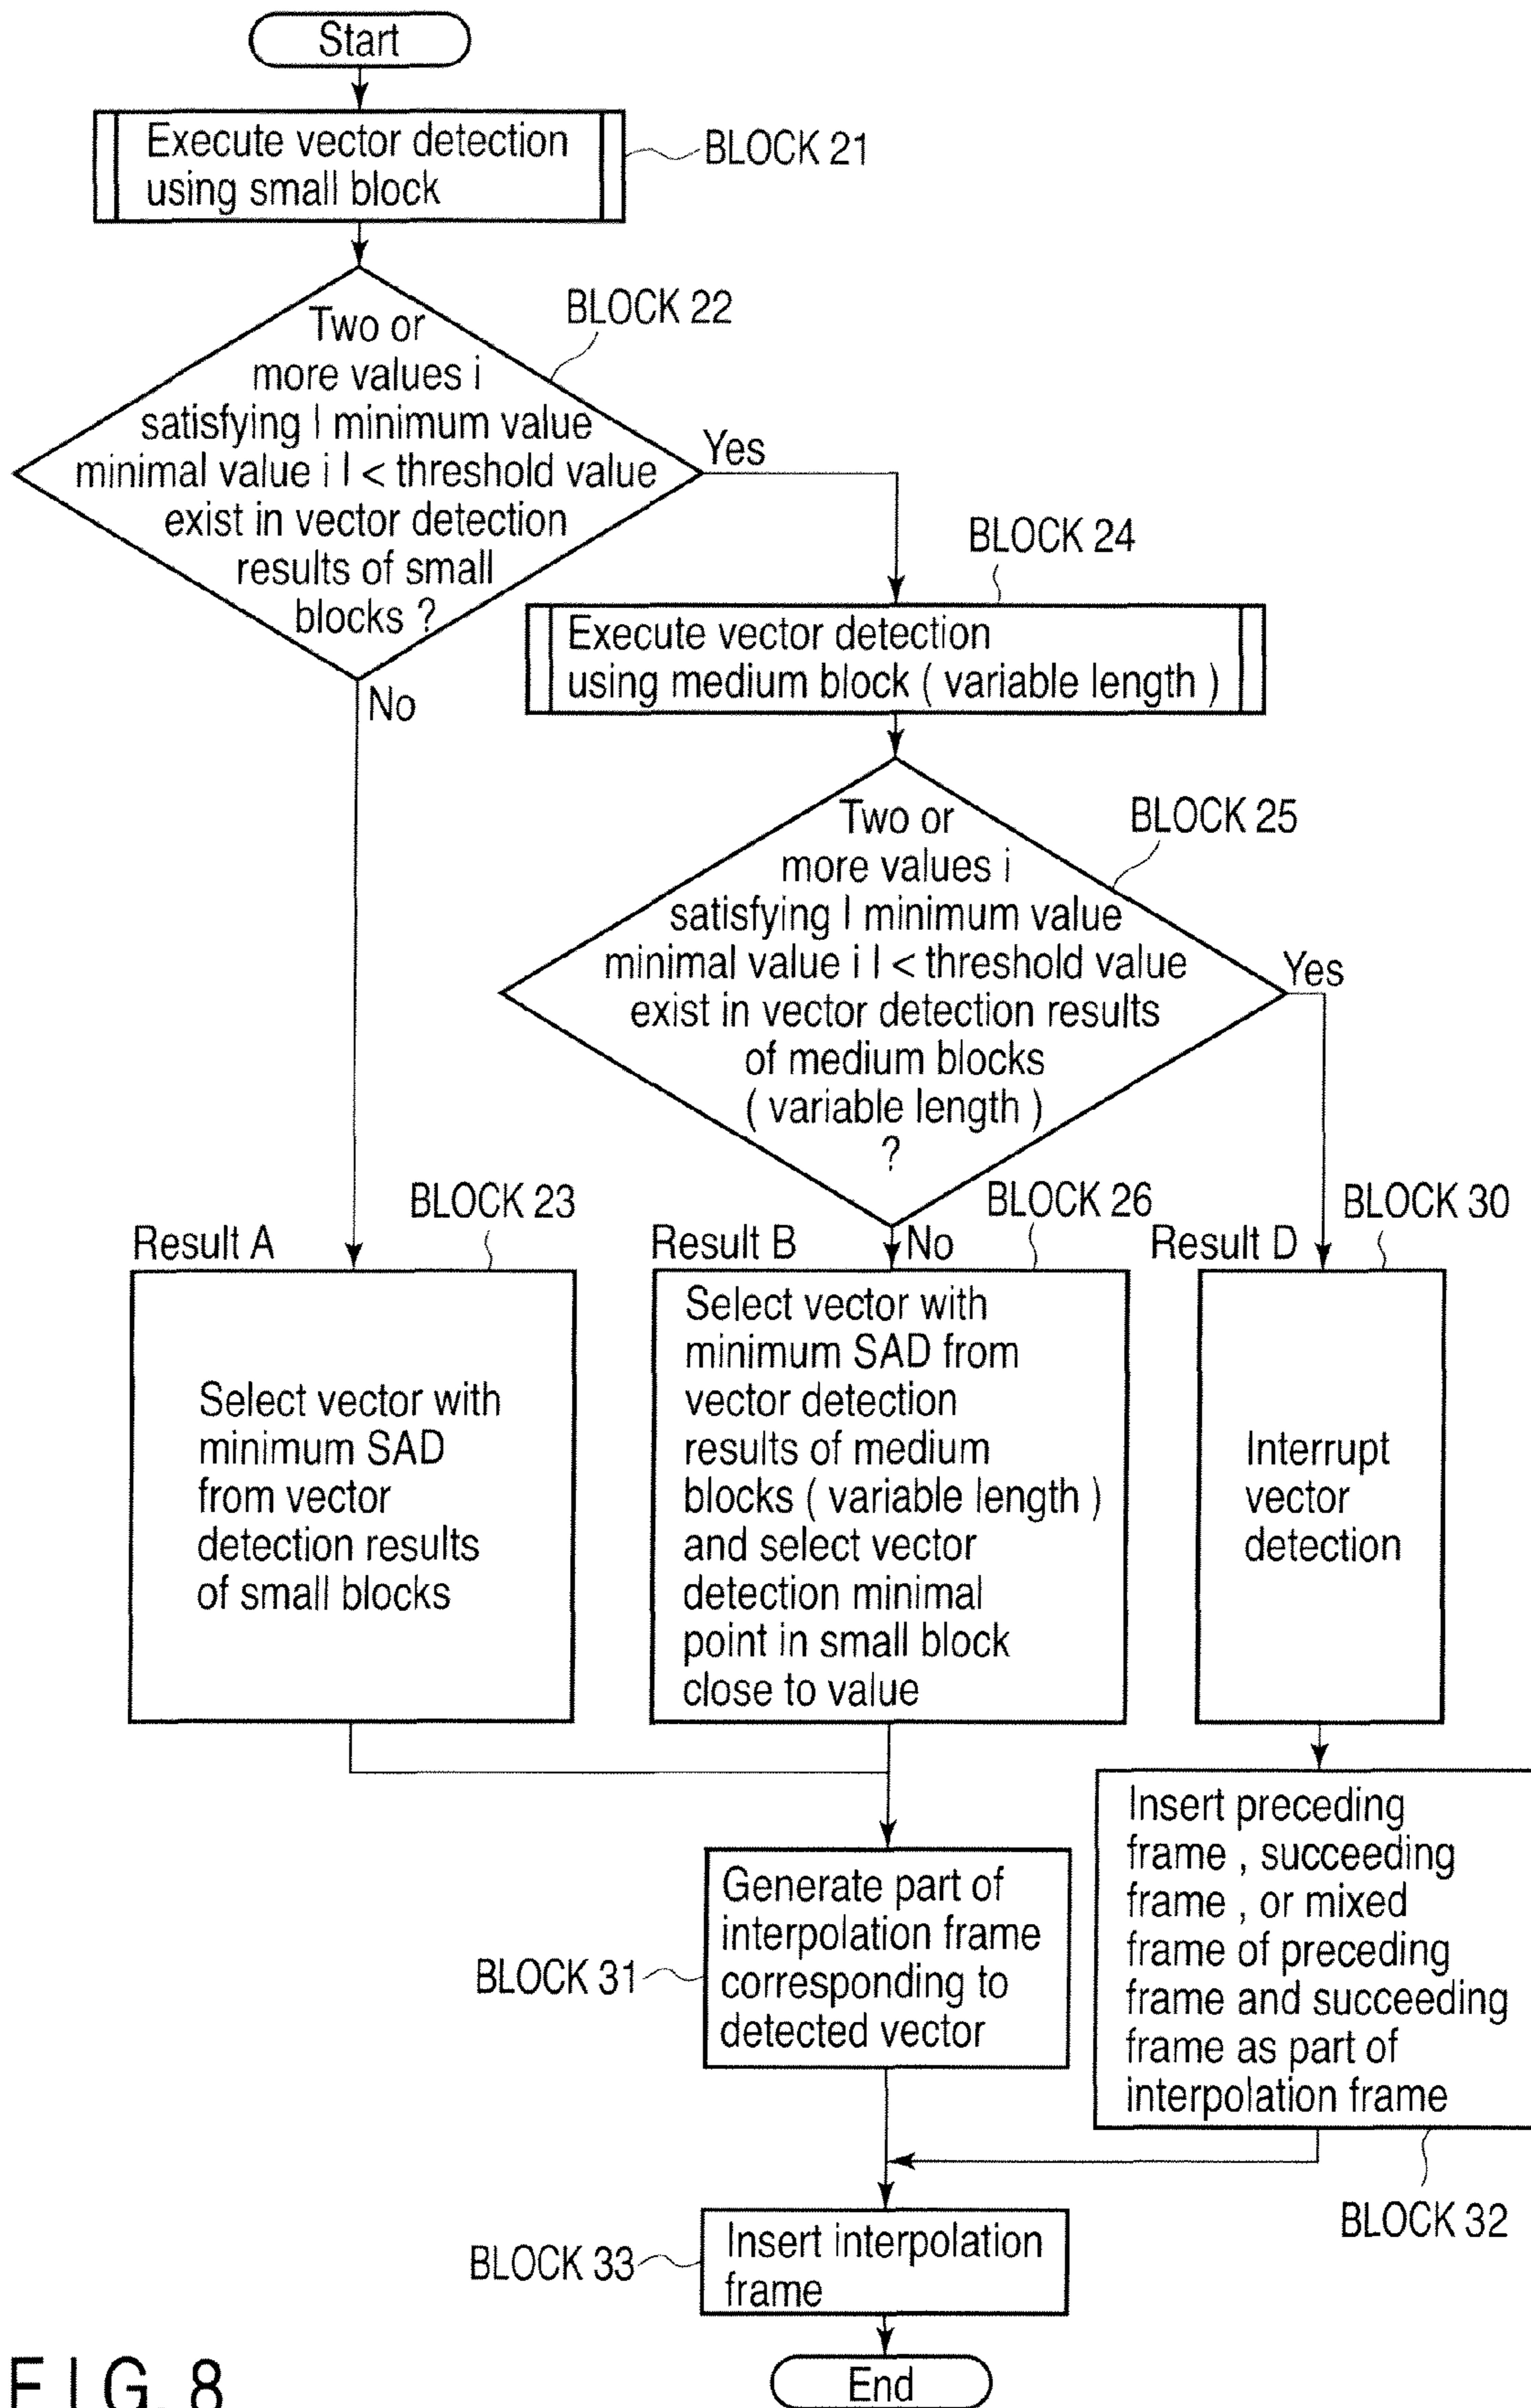 Start
Execute vector detection
using small block
BLOCK 21
BLOCK 22
Two or
more values i
satisfying | minimum value
minimal value i | < threshold value
exist in vector detection
results of small
blocks ?
Yes
No
BLOCK 24
Execute vector detection
using medium block ( variable length )
BLOCK 25
Two or
more values i
satisfying | minimum value
minimal value i | < threshold value
exist in vector detection results
of medium blocks
( variable length )
?
Yes
No
Result A
BLOCK 23
Select vector with
minimum SAD
from vector
detection results
of small blocks
Result B
BLOCK 26
Select vector with
minimum SAD from
vector detection
results of medium
blocks ( variable length )
and select vector
detection minimal
point in small block
close to value
Result D
BLOCK 30
Interrupt
vector
detection
BLOCK 31
Generate part of
interpolation frame
corresponding to
detected vector
Insert preceding
frame , succeeding
frame , or mixed
frame of preceding
frame and succeeding
frame as part of
interpolation frame
BLOCK 32
BLOCK 33
Insert interpolation
frame
End
FIG. 8